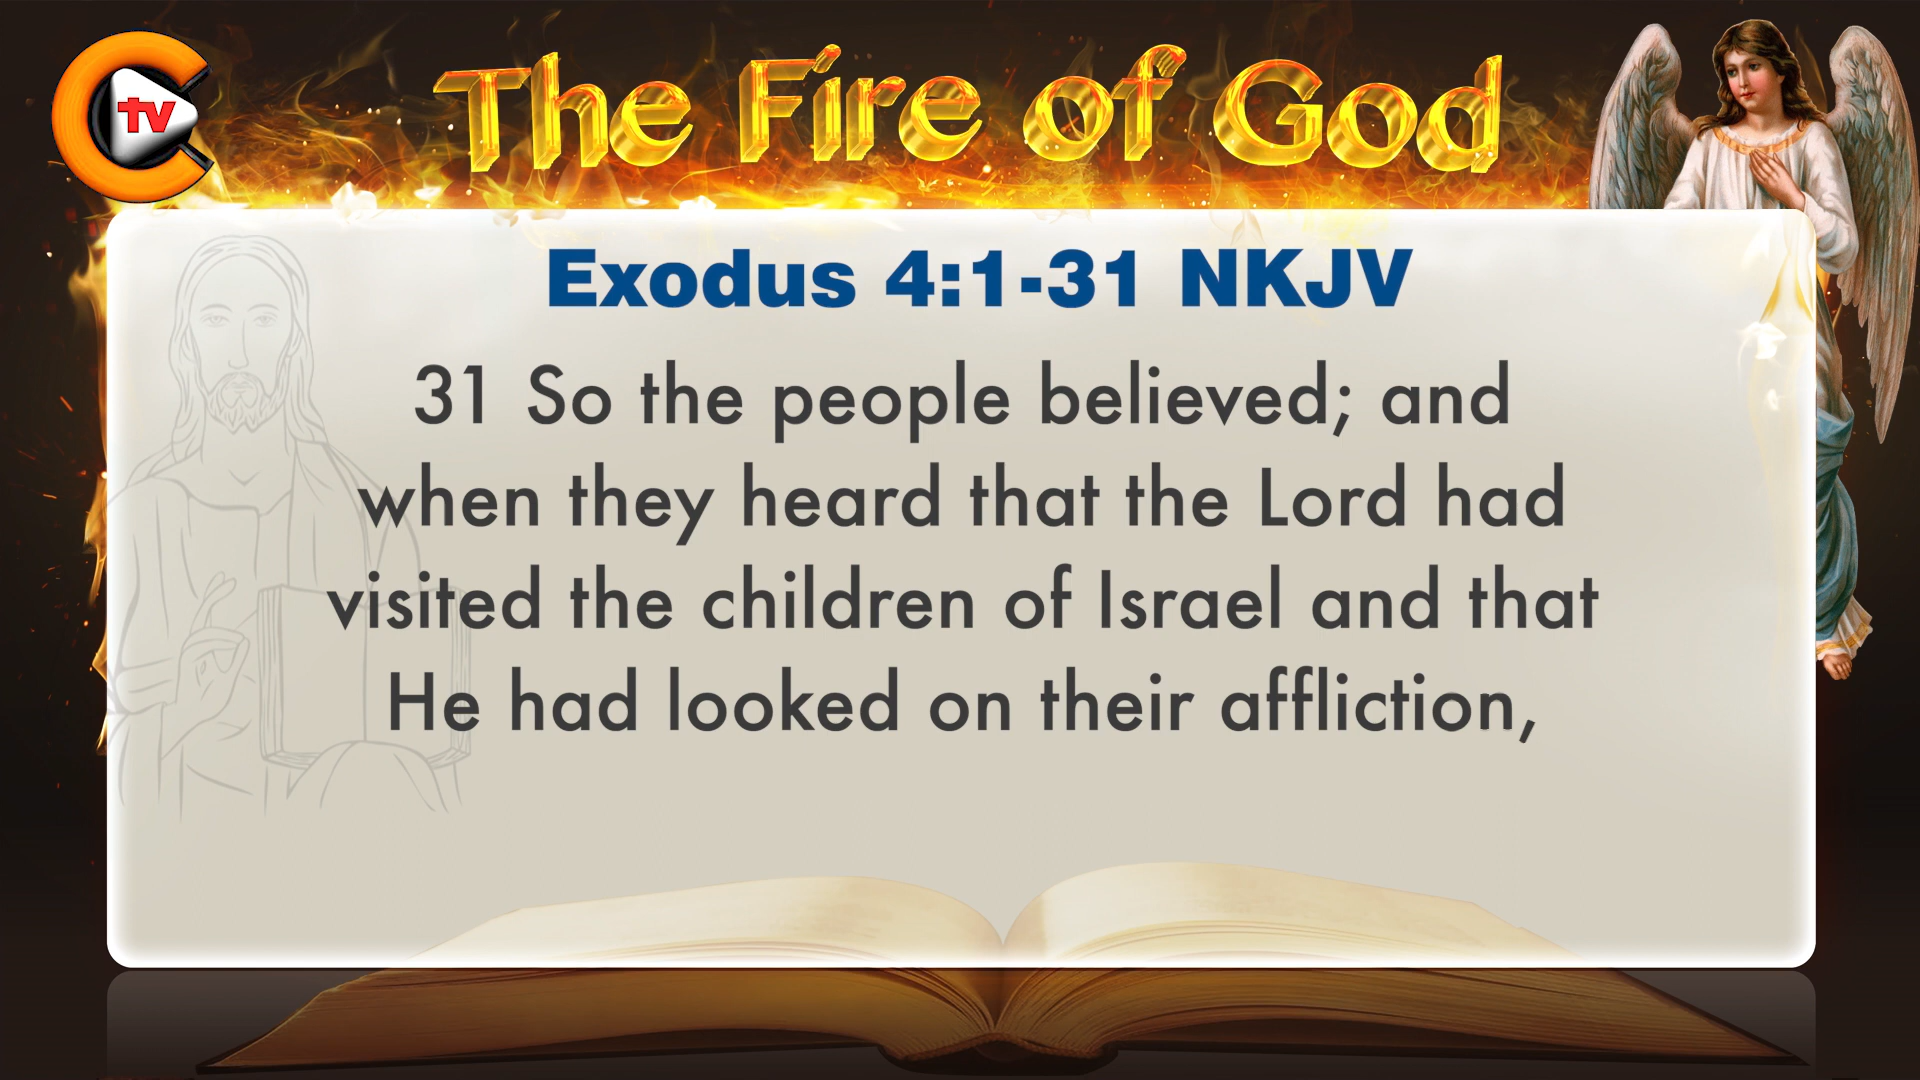 tv
The Fire of God
Exodus 4:1-31 NKJV
31 So the people believed; and
when they heard that the Lord had
visited the children of Israel and that
He had looked on their affliction,